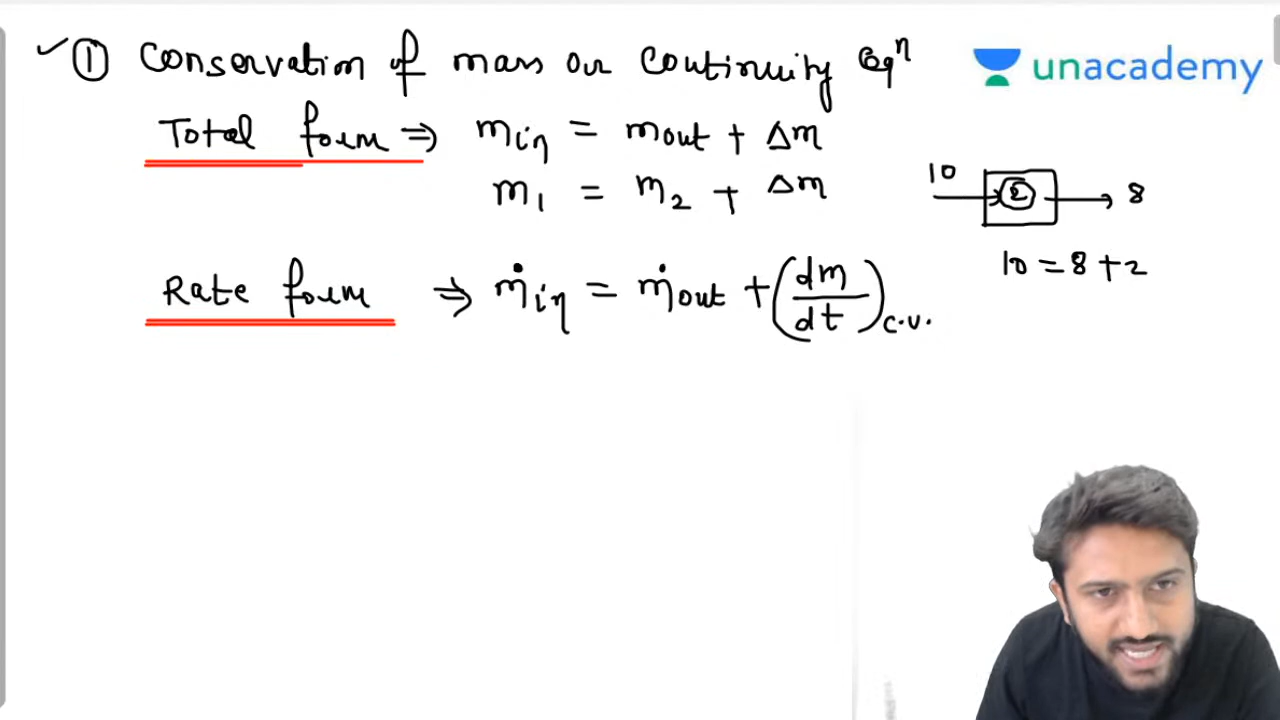 ✓ ① Conservation of mass or continuity Eqⁿ
unacademy
Total form ⇒ min = mout + Δm
m₁ = m₂ + Δm
10 → ② → 8
10 = 8 + 2
Rate form ⇒ ṁin = ṁout + (dm/dt)c.v.